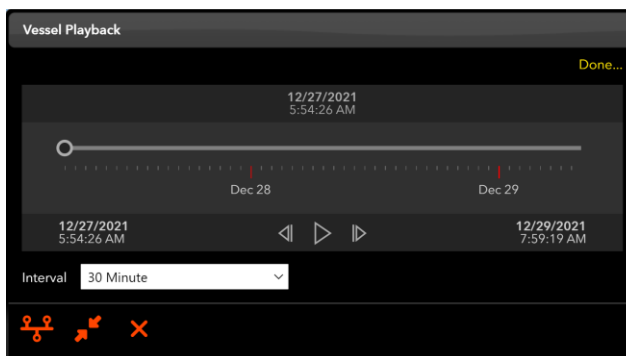 Vessel Playback
Done...
12/27/2021
5:54:26 AM
Dec 28 Dec 29
12/27/2021 12/29/2021
5:54:26 AM 7:59:19 AM
Interval 30 Minute